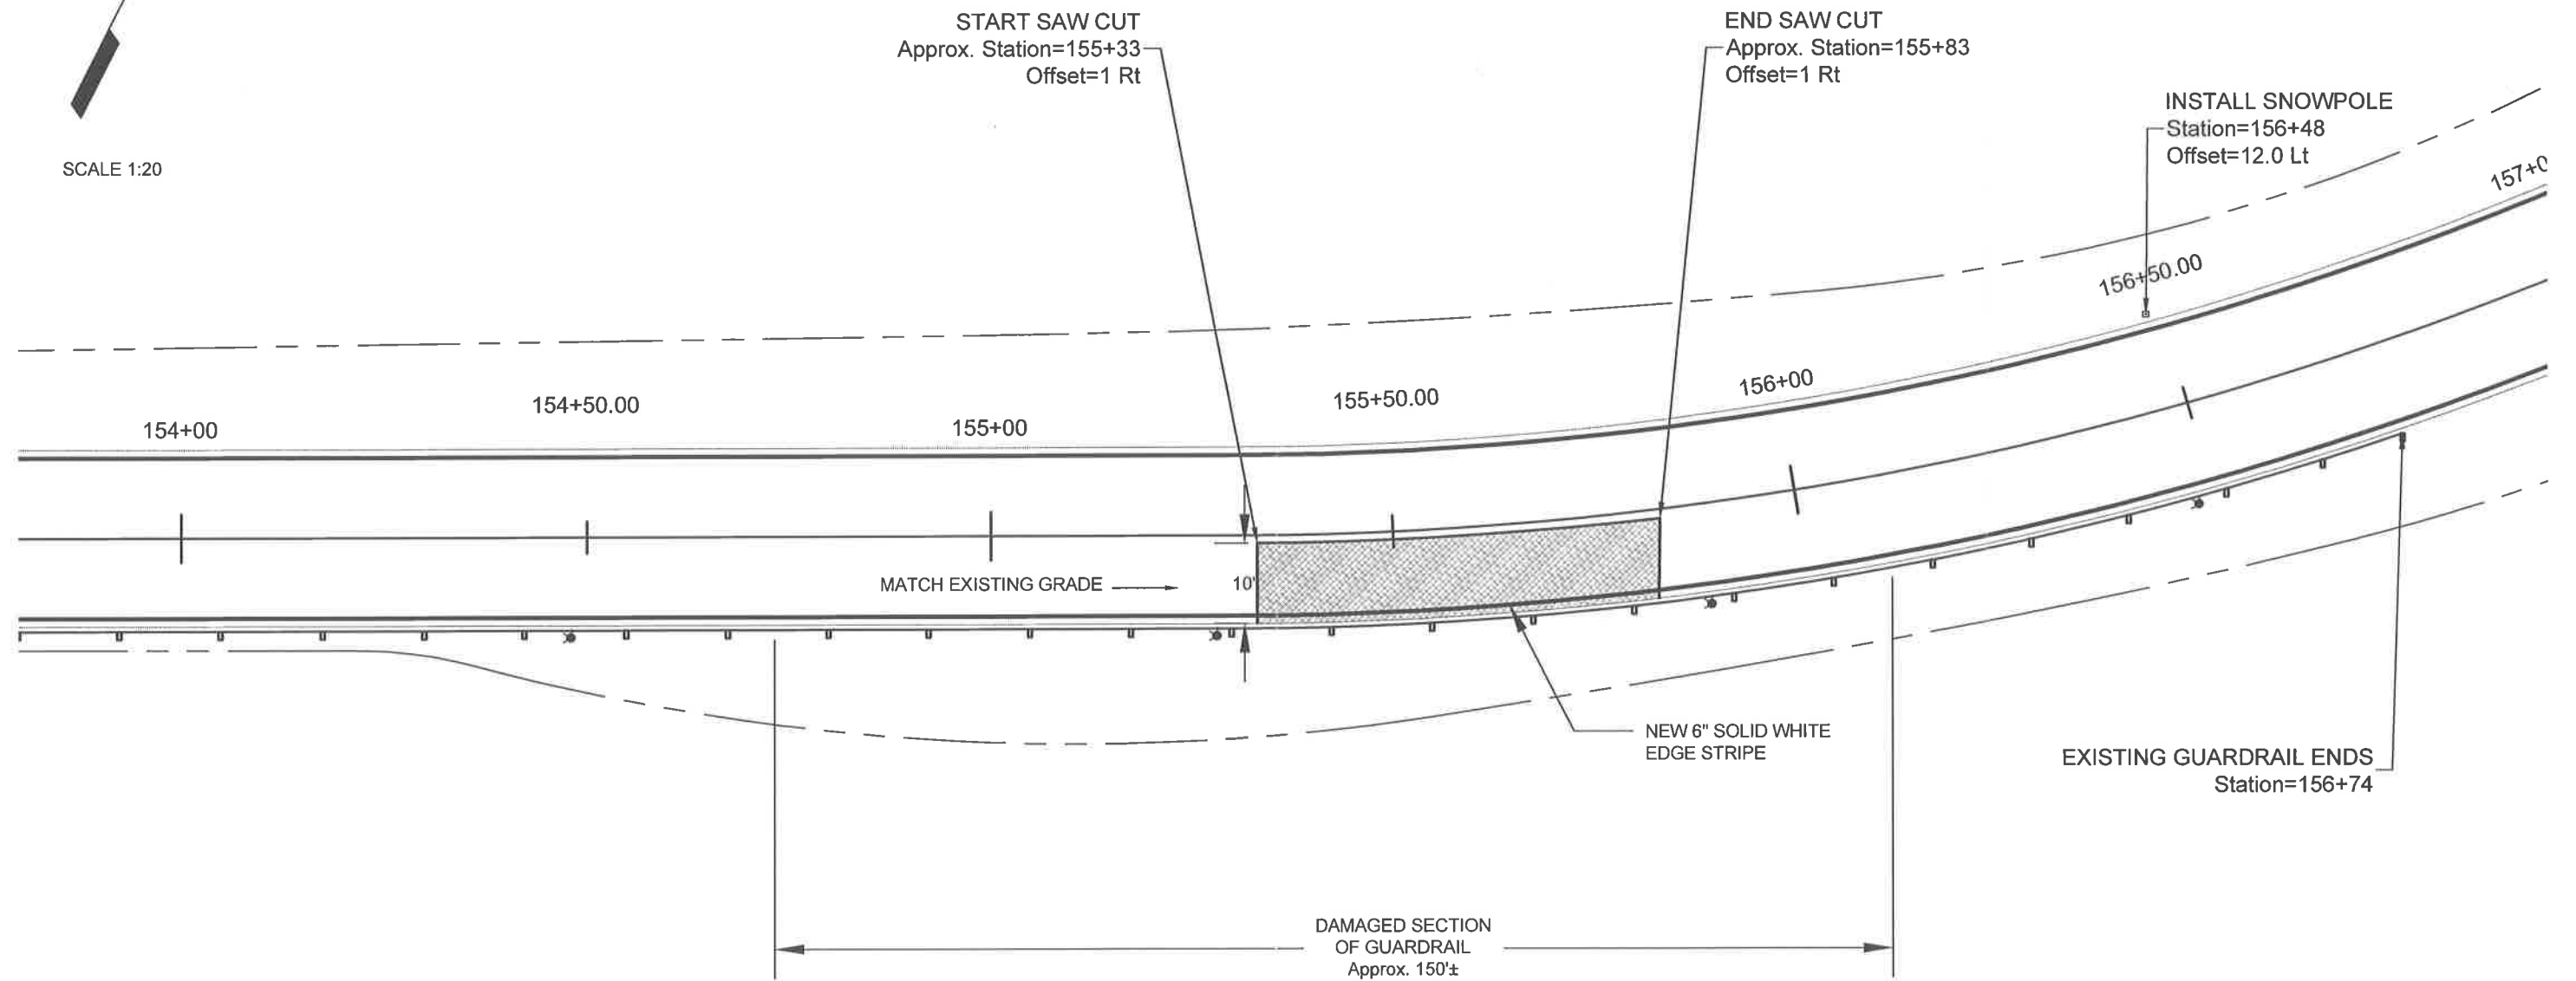 START SAW CUT
Approx. Station=155+33
Offset=1 Rt
END SAW CUT
Approx. Station=155+83
Offset=1 Rt
INSTALL SNOWPOLE
Station=156+48
Offset=12.0 Lt
SCALE 1:20
157+0
156+50.00
156+00
155+50.00
154+50.00
154+00
155+00
MATCH EXISTING GRADE
10'
NEW 6" SOLID WHITE
EDGE STRIPE
EXISTING GUARDRAIL ENDS
Station=156+74
DAMAGED SECTION
OF GUARDRAIL
Approx. 150'±